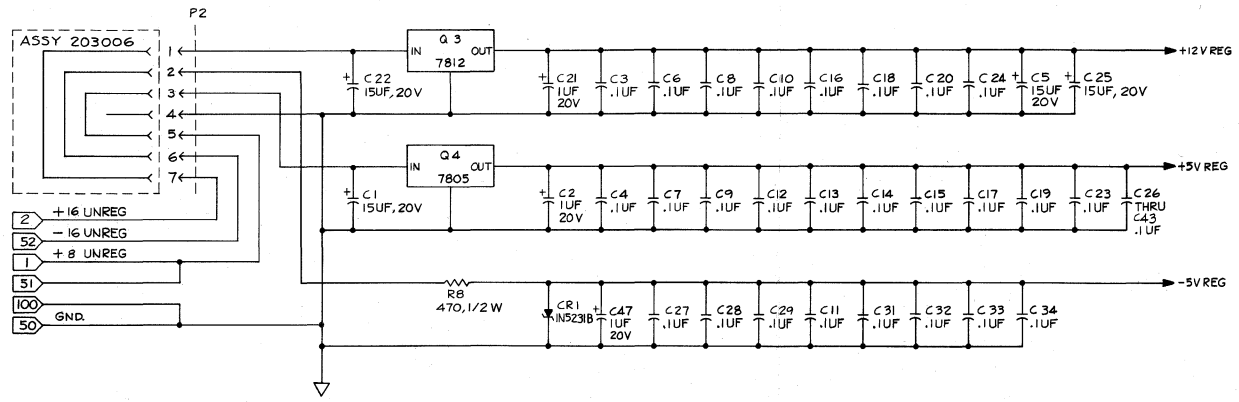 P2
ASSY 203006
1
2
3
4
5
6
7
2
+16 UNREG
52
-16 UNREG
1
+8 UNREG
51
100
50
GND.
Q3
IN
OUT
7812
+
C22
15UF, 20V
+
C21
1UF
20V
C3
.1UF
C6
.1UF
C8
.1UF
C10
.1UF
C16
.1UF
C18
.1UF
C20
.1UF
C24
.1UF
+
C5
15UF
20V
+
C25
15UF, 20V
+12V REG
Q4
IN
OUT
7805
+
C1
15UF, 20V
+
C2
1UF
20V
C4
.1UF
C7
.1UF
C9
.1UF
C12
.1UF
C13
.1UF
C14
.1UF
C15
.1UF
C17
.1UF
C19
.1UF
C23
.1UF
C26
THRU
C43
.1UF
+5V REG
R8
470, 1/2 W
CR1
1N5231B
+
C47
1UF
20V
C27
.1UF
C28
.1UF
C29
.1UF
C11
.1UF
C31
.1UF
C32
.1UF
C33
.1UF
C34
.1UF
-5V REG